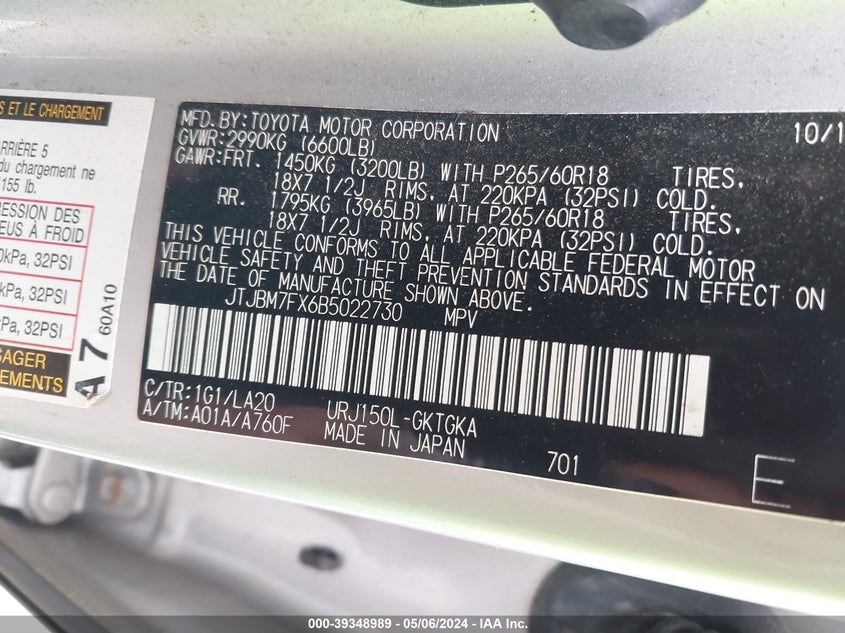 S ET LE CHARGEMENT
RRIÈRE 5
du chargement ne
155 lb.
RESSION DES
EUS À FROID
kPa, 32PSI
kPa, 32PSI
Pa, 32PSI
SAGER
EMENTS
A7
60A10
MFD.BY:TOYOTA MOTOR CORPORATION 10/1
GVWR:2990KG (6600LB)
GAWR:FRT. 1450KG (3200LB) WITH P265/60R18 TIRES,
18X7 1/2J RIMS, AT 220KPA (32PSI) COLD.
RR. 1795KG (3965LB) WITH P265/60R18 TIRES,
18X7 1/2J RIMS, AT 220KPA (32PSI) COLD.
THIS VEHICLE CONFORMS TO ALL APPLICABLE FEDERAL MOTOR
VEHICLE SAFETY AND THEFT PREVENTION STANDARDS IN EFFECT ON
THE DATE OF MANUFACTURE SHOWN ABOVE.
JTJBM7FX6B5022730 MPV
C/TR:1G1/LA20 URJ150L-GKTGKA
A/TM:A01A/A760F MADE IN JAPAN
701
E
000-39348989 - 05/06/2024 - IAA Inc.